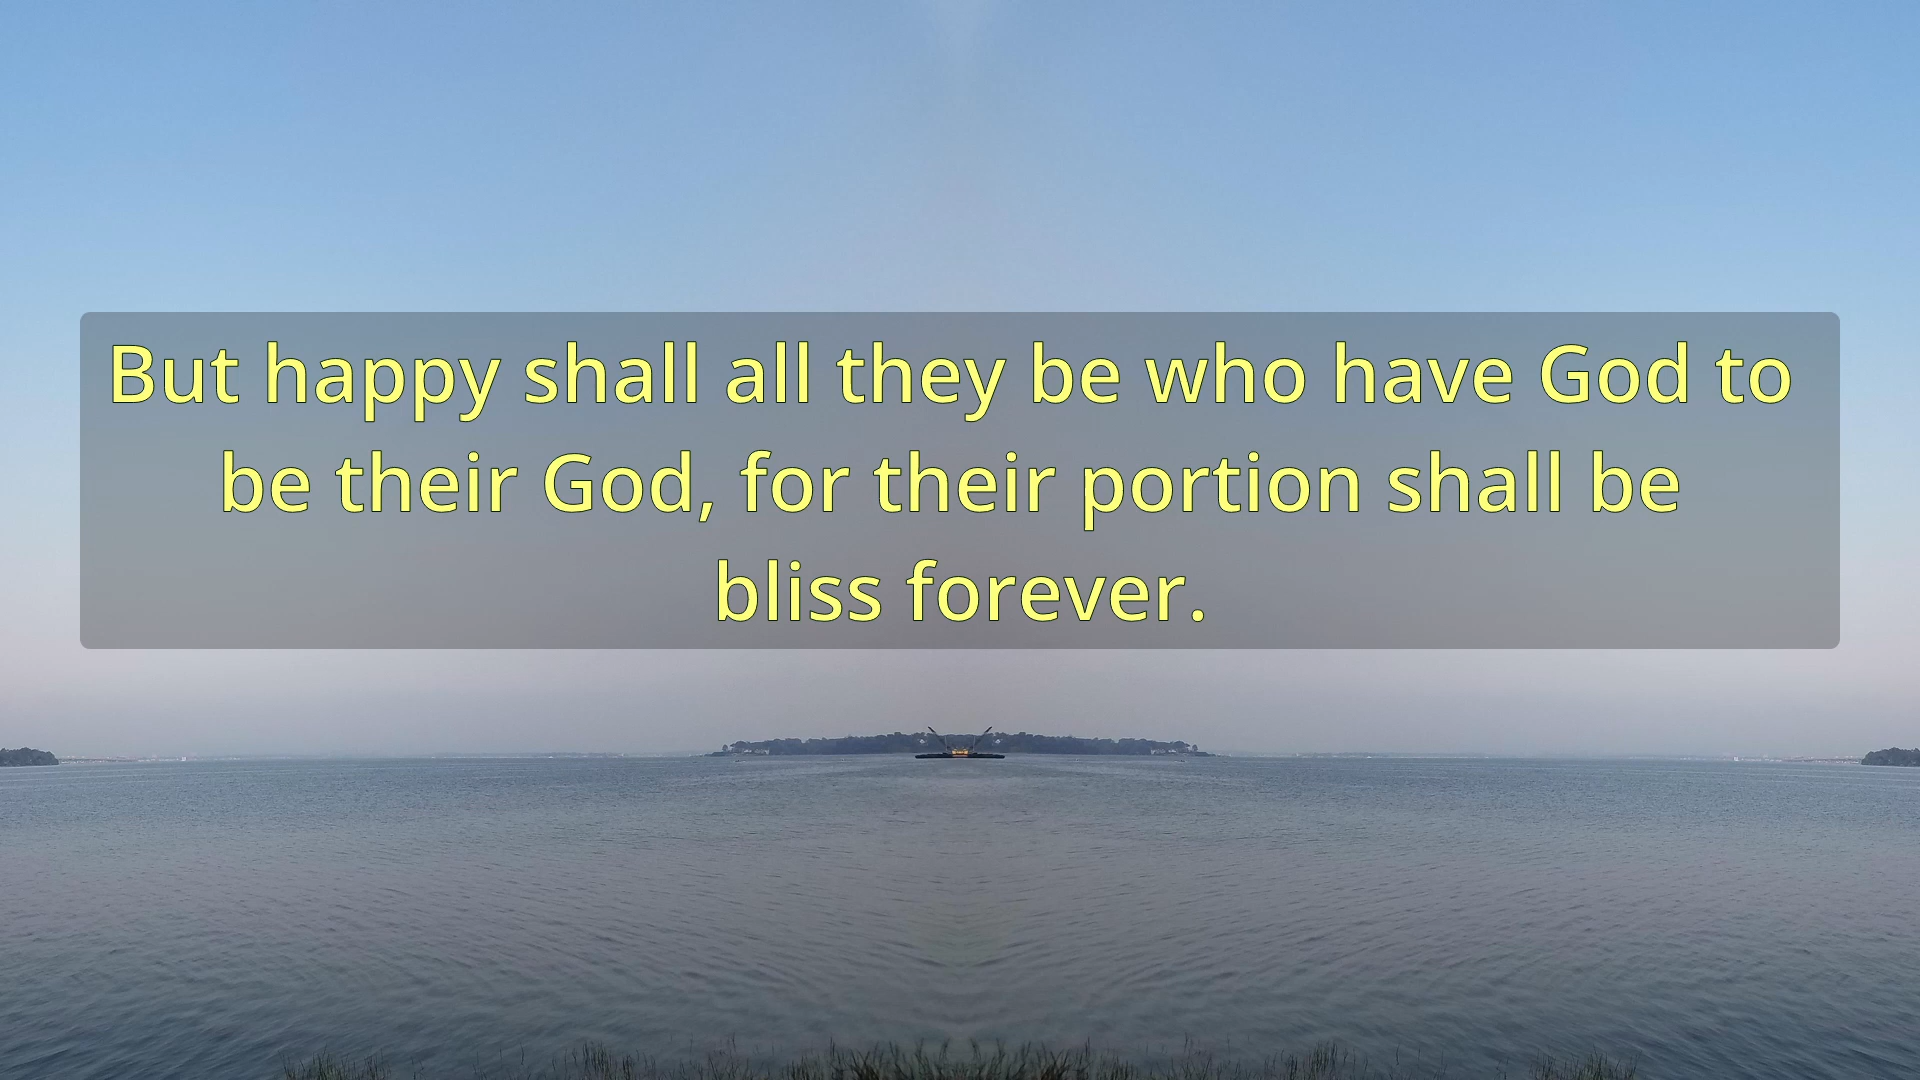 But happy shall all they be who have God to
be their God, for their portion shall be
bliss forever.